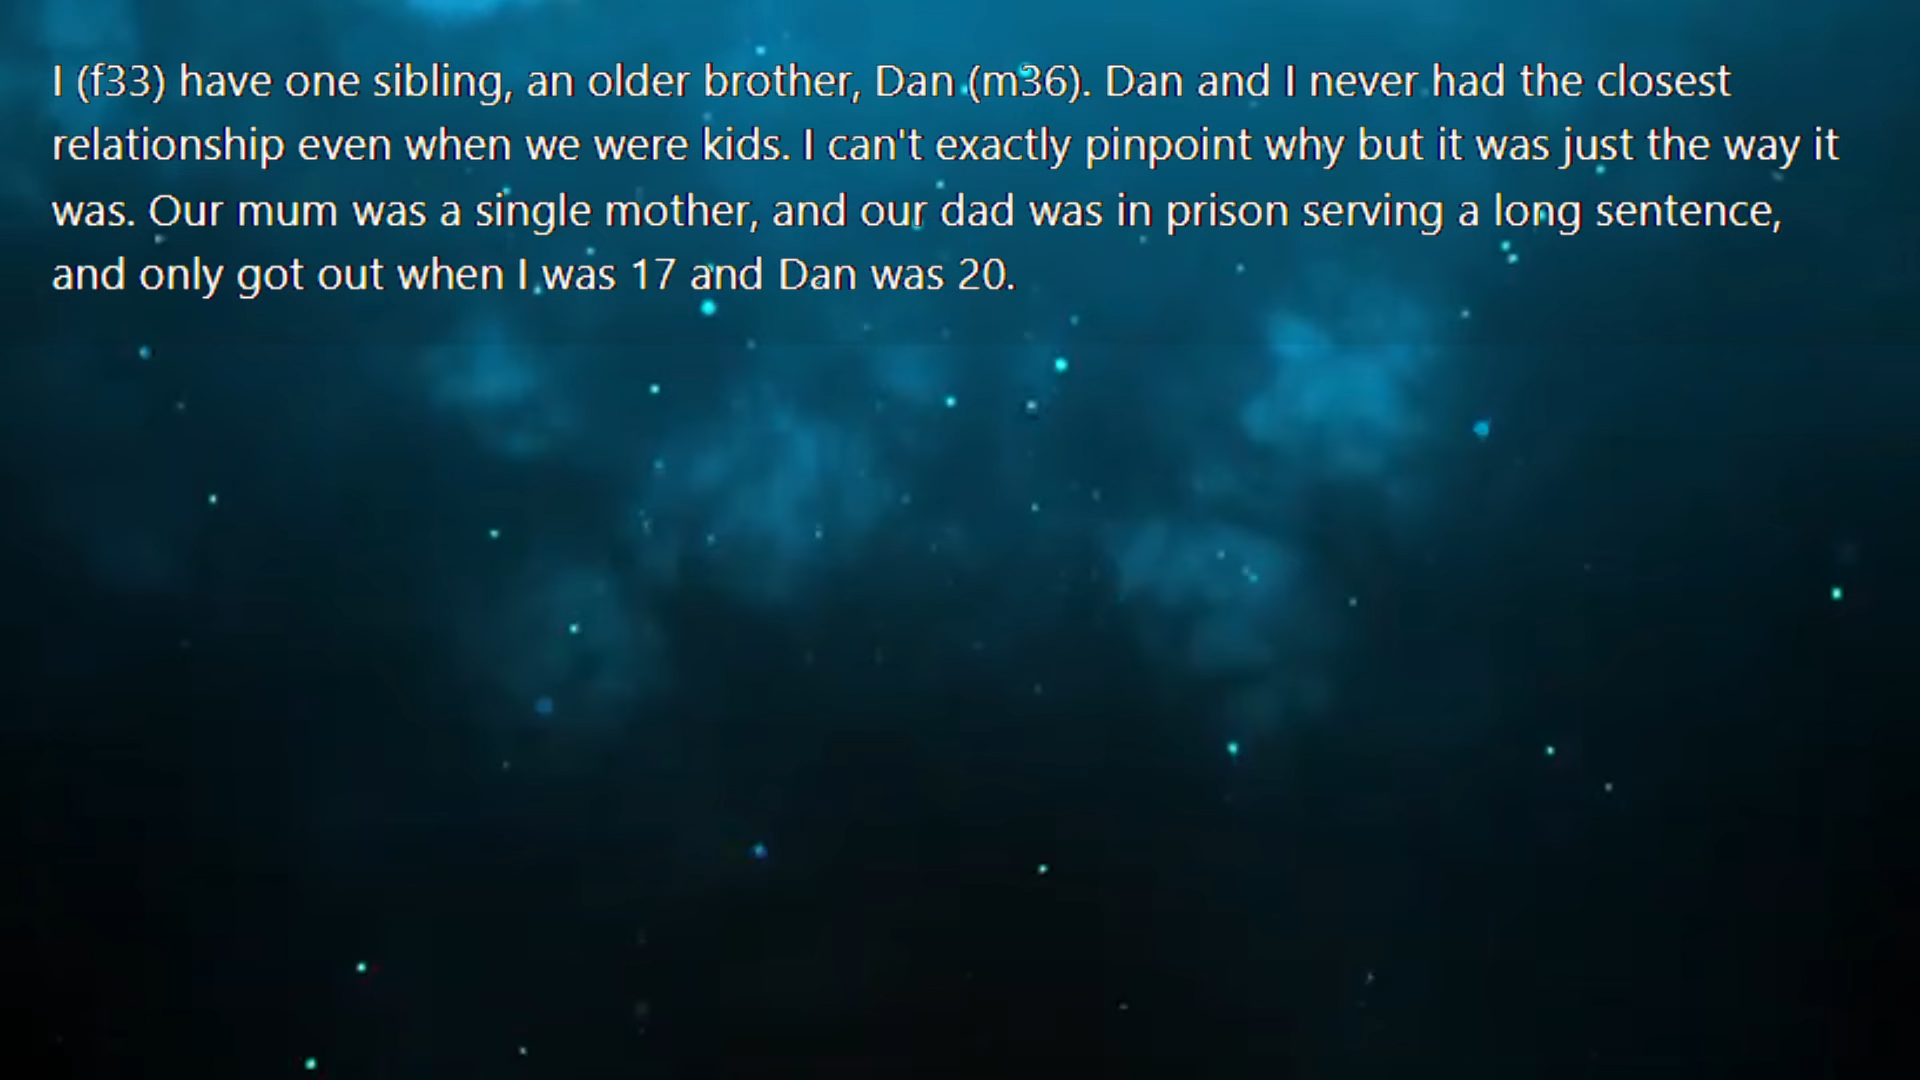 I (f33) have one sibling, an older brother, Dan (m36). Dan and I never had the closest
relationship even when we were kids. I can't exactly pinpoint why but it was just the way it
was. Our mum was a single mother, and our dad was in prison serving a long sentence,
and only got out when I was 17 and Dan was 20.